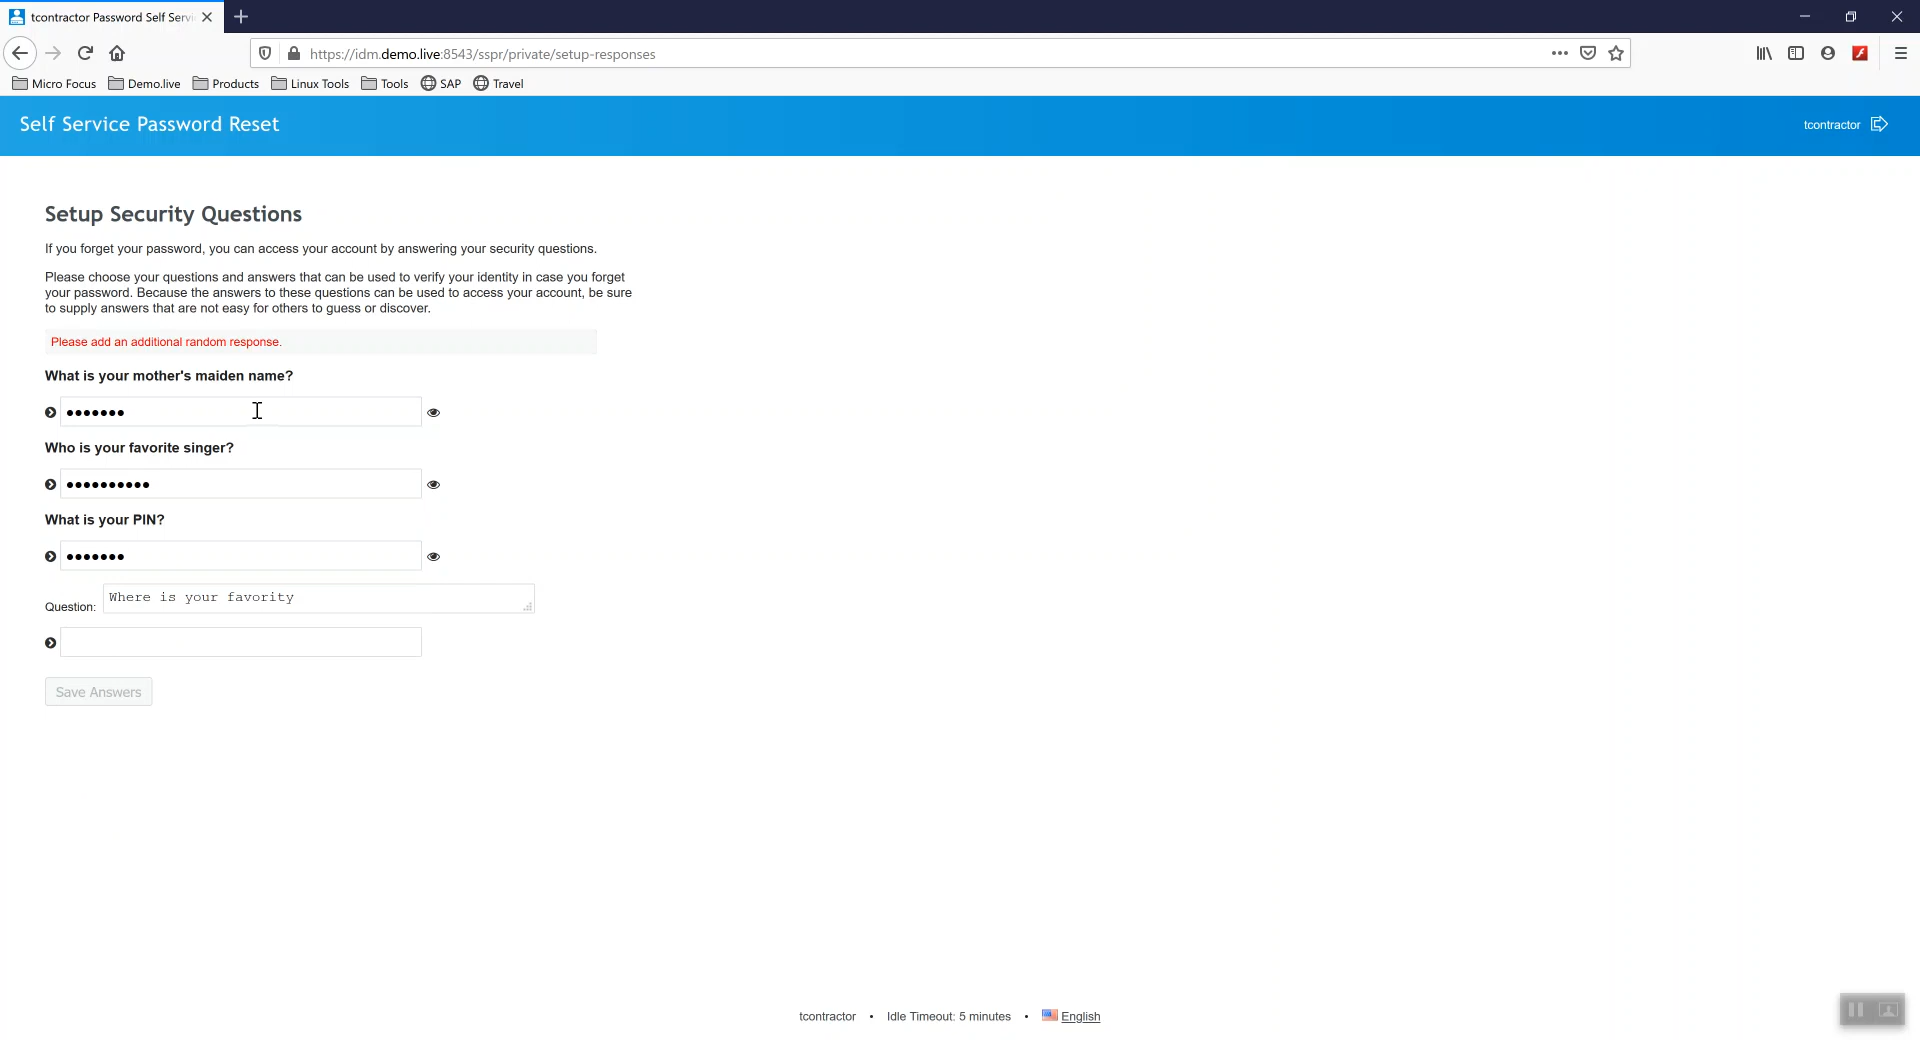 tcontractor Password Self Servi
https://idm.demo.live:8543/sspr/private/setup-responses
Micro Focus Demo.live Products Linux Tools Tools SAP Travel
Self Service Password Reset
tcontractor
Setup Security Questions
If you forget your password, you can access your account by answering your security questions.
Please choose your questions and answers that can be used to verify your identity in case you forget
your password. Because the answers to these questions can be used to access your account, be sure
to supply answers that are not easy for others to guess or discover.
Please add an additional random response.
What is your mother's maiden name?
•••••••
Who is your favorite singer?
••••••••••
What is your PIN?
•••••••
Question: Where is your favority
Save Answers
tcontractor • Idle Timeout: 5 minutes • English